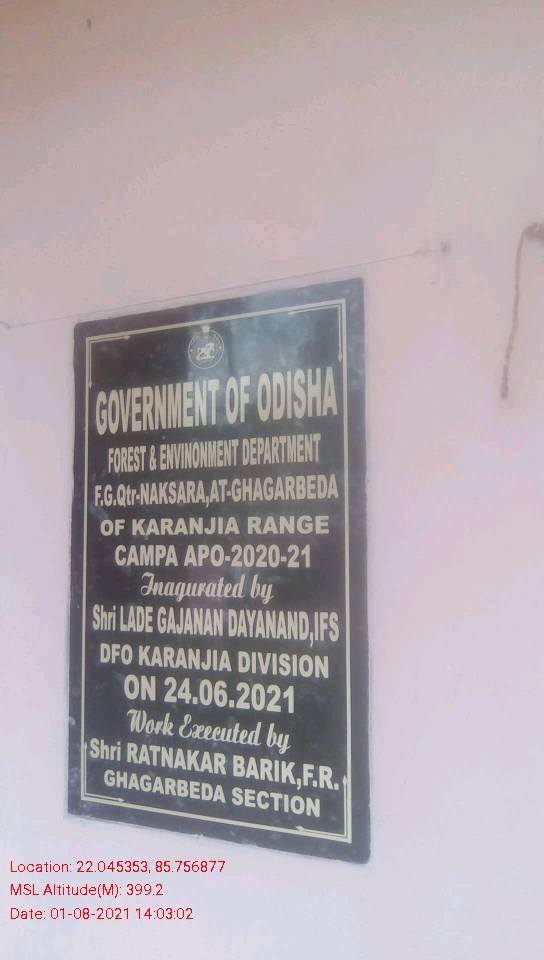 GOVERNMENT OF ODISHA
FOREST & ENVINONMENT DEPARTMENT
F.G.Qtr-NAKSARA,AT-GHAGARBEDA
OF KARANJIA RANGE
CAMPA APO-2020-21
Inagurated by
Shri LADE GAJANAN DAYANAND,IFS
DFO KARANJIA DIVISION
ON 24.06.2021
Work Executed by
Shri RATNAKAR BARIK,F.R.
GHAGARBEDA SECTION
Location: 22.045353, 85.756877
MSL Altitude(M): 399.2
Date: 01-08-2021 14:03:02